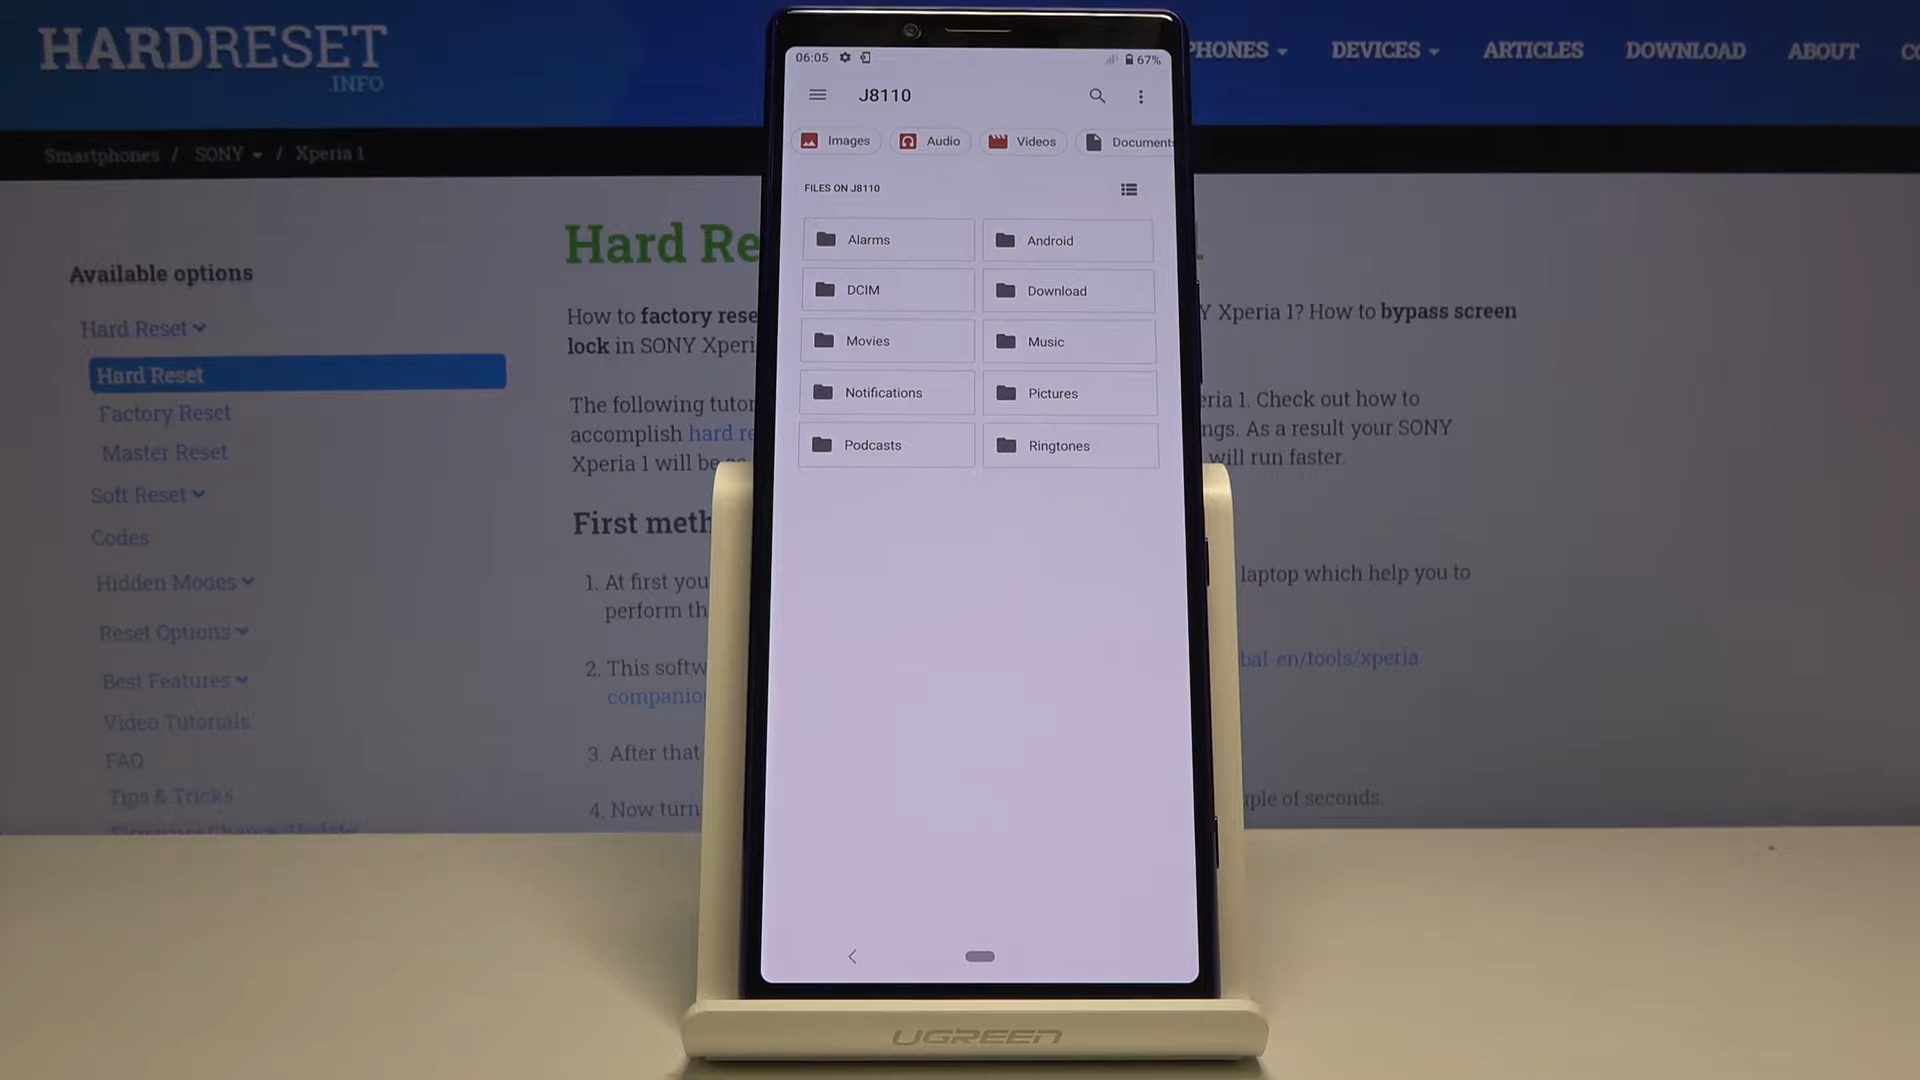 HARDRESET
.INFO
PHONES
DEVICES
ARTICLES
DOWNLOAD
ABOUT
Smartphones / SONY / Xperia 1
Available options
Hard Reset
Hard Reset
Factory Reset
Master Reset
Soft Reset
Codes
Hidden Modes
Reset Options
Best Features
Video Tutorials
FAQ
Tips & Tricks
Firmware Change/Update
Hard Re
How to factory rese
Y Xperia 1? How to bypass screen
lock in SONY Xperi
The following tutor
eria 1. Check out how to
accomplish hard re
ngs. As a result your SONY
Xperia 1 will be
will run faster.
First meth
1. At first you
laptop which help you to
perform th
2. This softw
bal-en/tools/xperia
companio
3. After that
4. Now turn
uple of seconds.
06:05
67%
J8110
Images
Audio
Videos
Documents
FILES ON J8110
Alarms
Android
DCIM
Download
Movies
Music
Notifications
Pictures
Podcasts
Ringtones
UGREEN